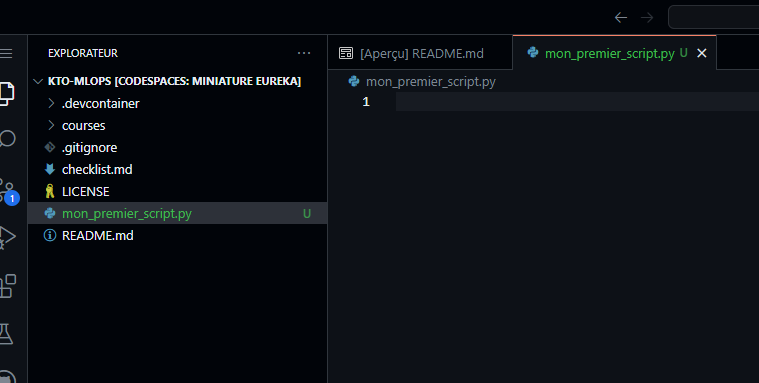 EXPLORATEUR ...
[Aperçu] README.md
mon_premier_script.py U
KTO-MLOPS [CODESPACES: MINIATURE EUREKA]
mon_premier_script.py
.devcontainer
1
courses
.gitignore
checklist.md
LICENSE
1
mon_premier_script.py U
README.md